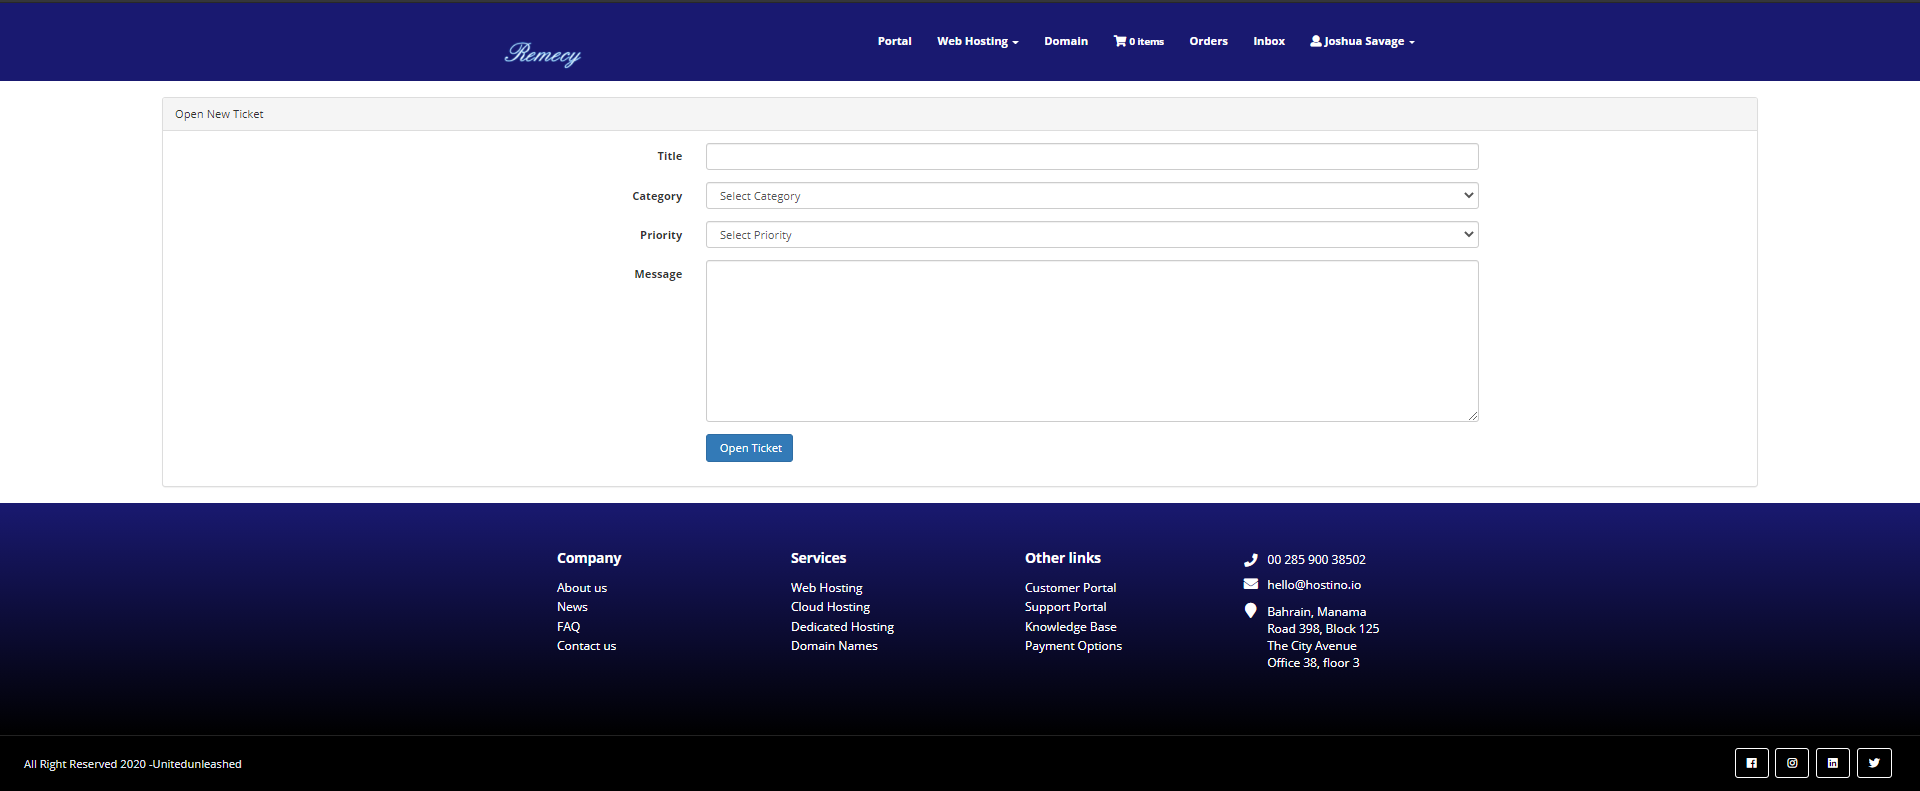 Remecy
Portal
Web Hosting
Domain
0 items
Orders
Inbox
Joshua Savage
Open New Ticket
Title
Category
Select Category
Priority
Select Priority
Message
Open Ticket
Company
About us
News
FAQ
Contact us
Services
Web Hosting
Cloud Hosting
Dedicated Hosting
Domain Names
Other links
Customer Portal
Support Portal
Knowledge Base
Payment Options
00 285 900 38502
hello@hostino.io
Bahrain, Manama
Road 398, Block 125
The City Avenue
Office 38, floor 3
All Right Reserved 2020 -Unitedunleashed